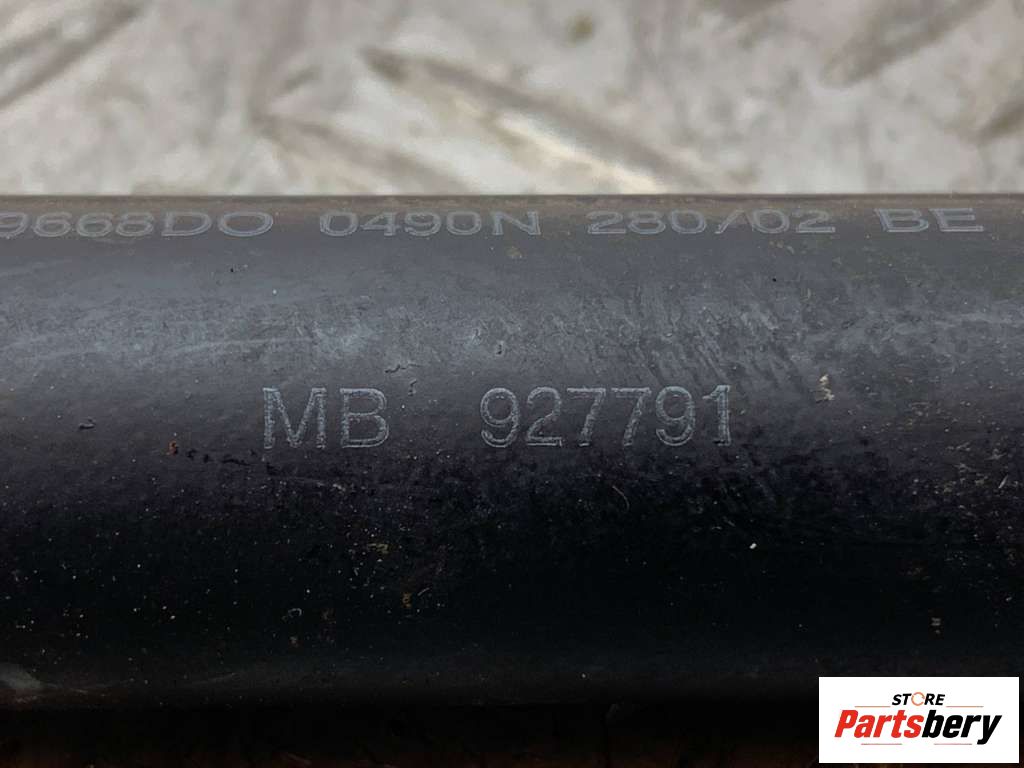 9668DO 0490N 280/02 BE
MB 927791
STORE
Partsbery